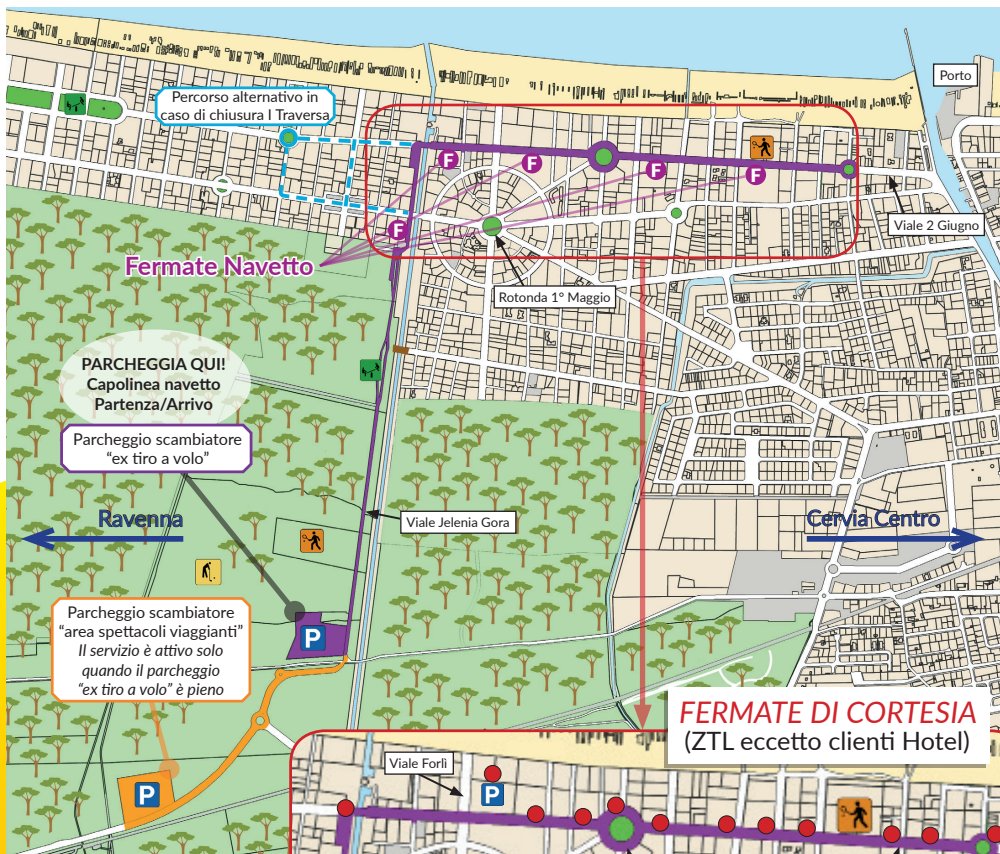 Porto
Percorso alternativo in
caso di chiusura I Traversa
F
F
F
F
F
Viale 2 Giugno
Fermate Navetto
Rotonda 1° Maggio
PARCHEGGIA QUI!
Capolinea navetto
Partenza/Arrivo
Parcheggio scambiatore
“ex tiro a volo”
Viale Jelenia Gora
Ravenna
Cervia Centro
Parcheggio scambiatore
“area spettacoli viaggianti”
Il servizio è attivo solo
quando il parcheggio
“ex tiro a volo” è pieno
P
P
FERMATE DI CORTESIA
(ZTL eccetto clienti Hotel)
Viale Forlì
P